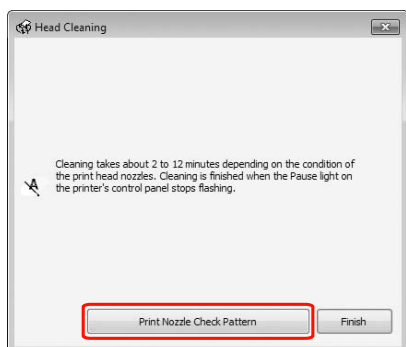 Head Cleaning
Cleaning takes about 2 to 12 minutes depending on the condition of
the print head nozzles. Cleaning is finished when the Pause light on
the printer's control panel stops flashing.
Print Nozzle Check Pattern Finish